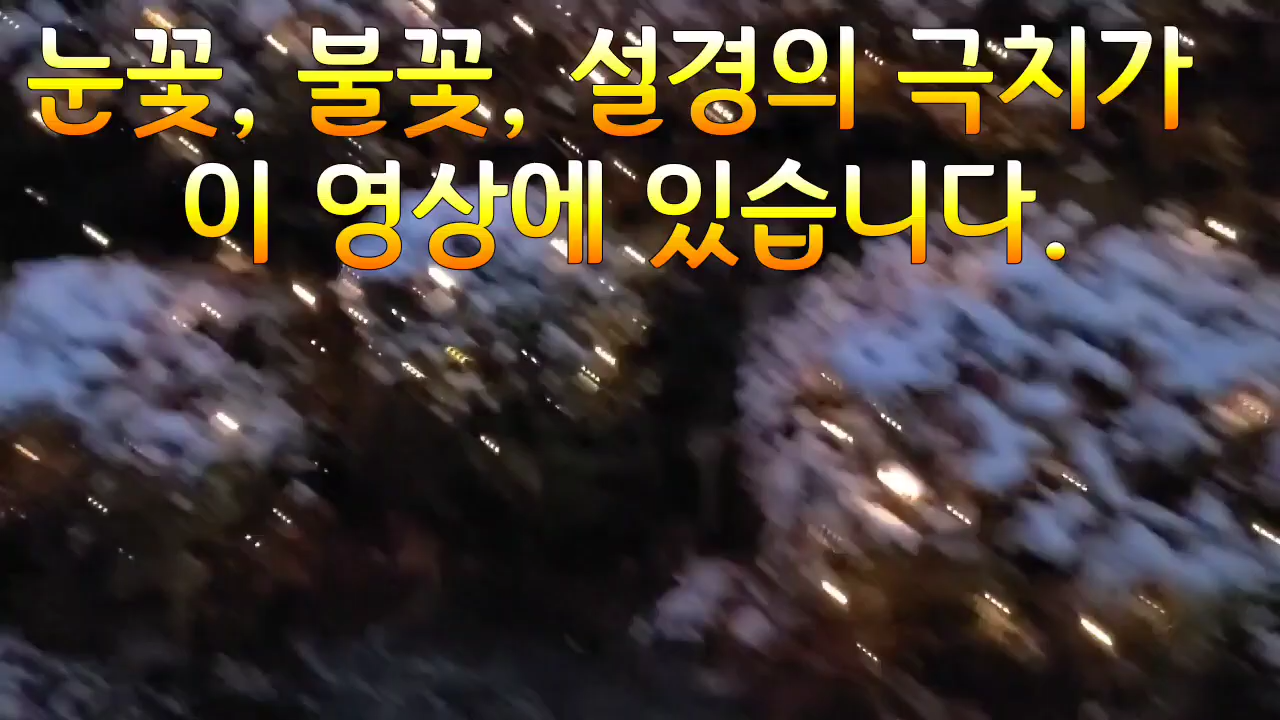 눈꽃, 불꽃, 설경의 극치가
이 영상에 있습니다.